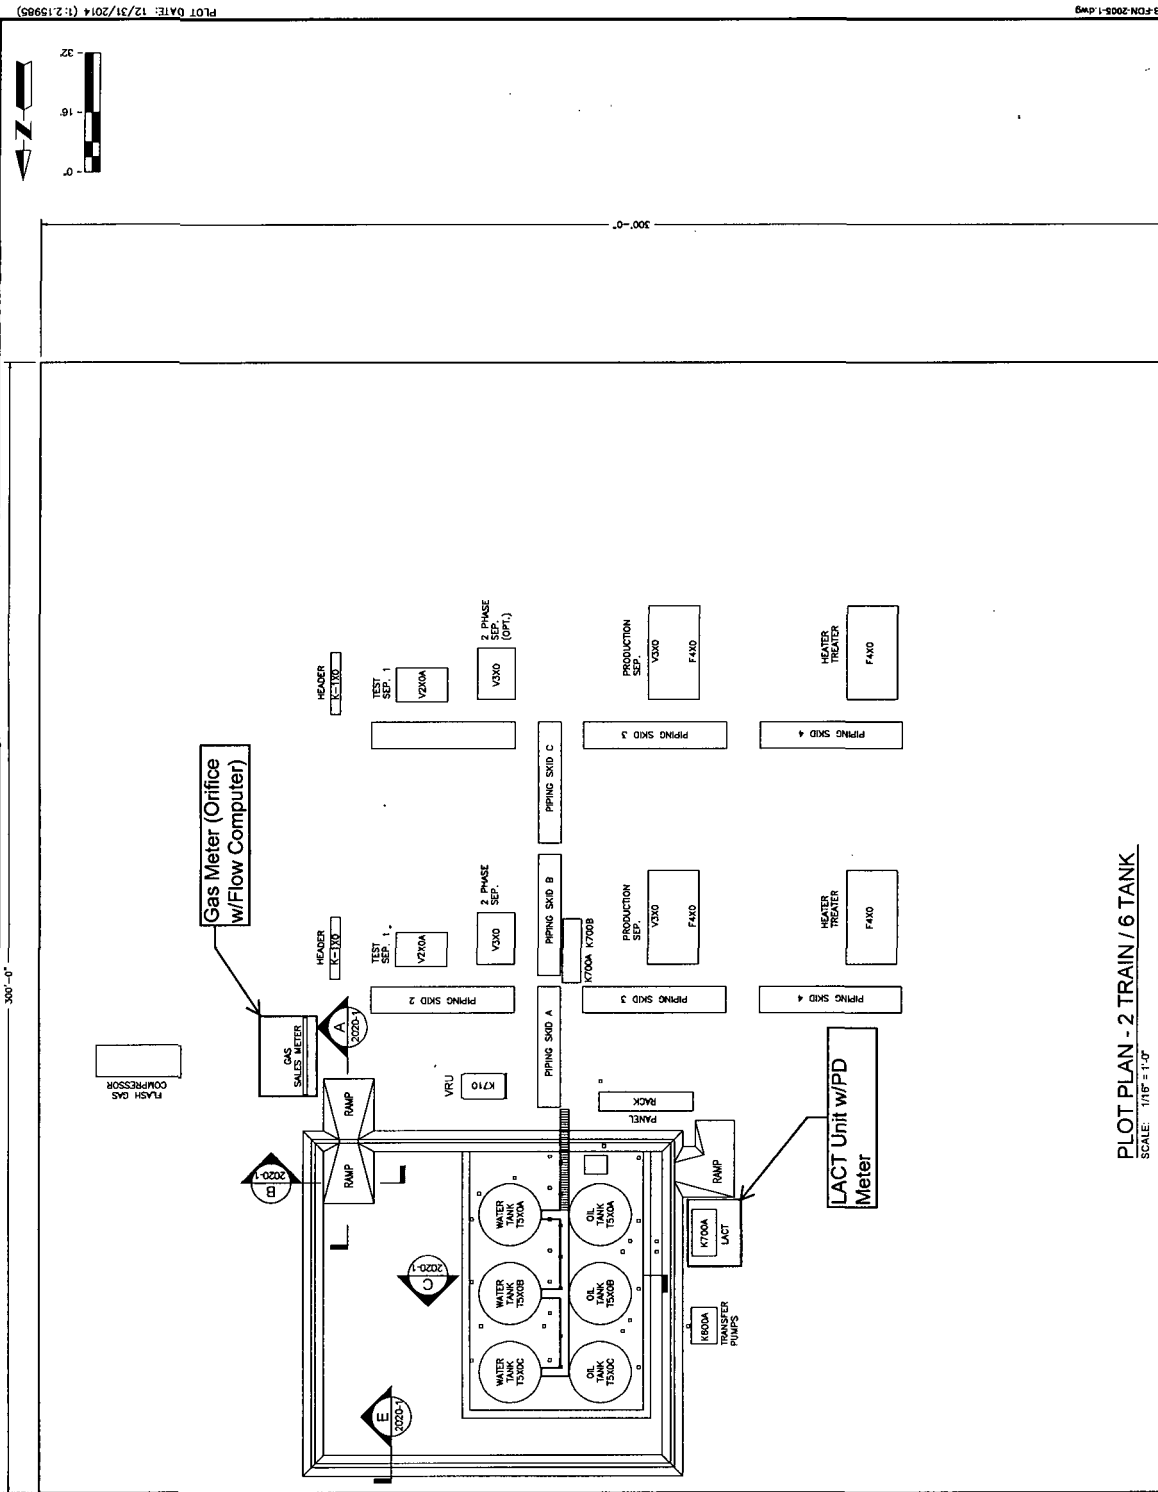 PLOT DATE: 12/31/2014 (1:2.15985)
B-FDN-2005-1.dwg
N
32'
16'
0"
300'-0"
300'-0"
Gas Meter (Orifice
w/Flow Computer)
FLASH GAS
COMPRESSOR
GAS
SALES METER
A
2020-1
HEADER
K-1X0
HEADER
K-1X0
TEST
SEP. 1
V2X0A
2 PHASE
SEP.
V3X0
TEST
SEP. 1
V2X0A
2 PHASE
SEP.
(OPT.)
V3X0
PIPING SKID 2
PIPING SKID A
PIPING SKID B
PIPING SKID C
K700A K700B
PRODUCTION
SEP.
V3X0
F4X0
PRODUCTION
SEP.
V3X0
F4X0
PIPING SKID 3
PIPING SKID 3
HEATER
TREATER
F4X0
HEATER
TREATER
F4X0
PIPING SKID 4
PIPING SKID 4
RAMP
RAMP
B
2020-1
VRU
K710
PANEL
RACK
C
2020-1
E
2020-1
WATER
TANK
T5X0A
WATER
TANK
T5X0B
WATER
TANK
T5X0C
OIL
TANK
T5X0A
OIL
TANK
T5X0B
OIL
TANK
T5X0C
RAMP
K700A
LACT
LACT Unit w/PD
Meter
K600A
TRANSFER
PUMPS
PLOT PLAN - 2 TRAIN / 6 TANK
SCALE: 1/16" = 1'-0"